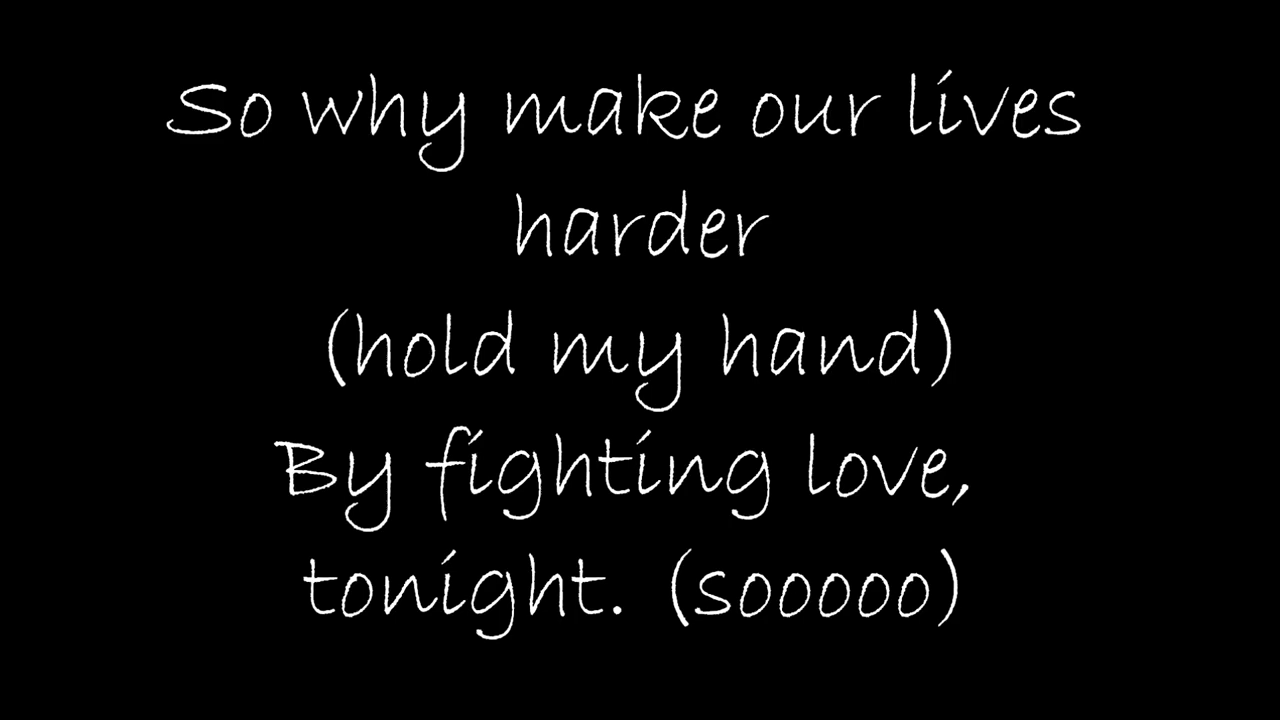 So why make our lives
harder
(hold my hand)
By fighting love,
tonight. (sooooo)